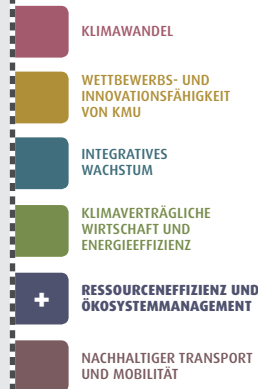 KLIMAWANDEL
WETTBEWERBS- UND
INNOVATIONSFÄHIGKEIT
VON KMU
INTEGRATIVES
WACHSTUM
KLIMAVERTRÄGLICHE
WIRTSCHAFT UND
ENERGIEEFFIZIENZ
+
RESSOURCENEFFIZIENZ UND
ÖKOSYSTEMMANAGEMENT
NACHHALTIGER TRANSPORT
UND MOBILITÄT